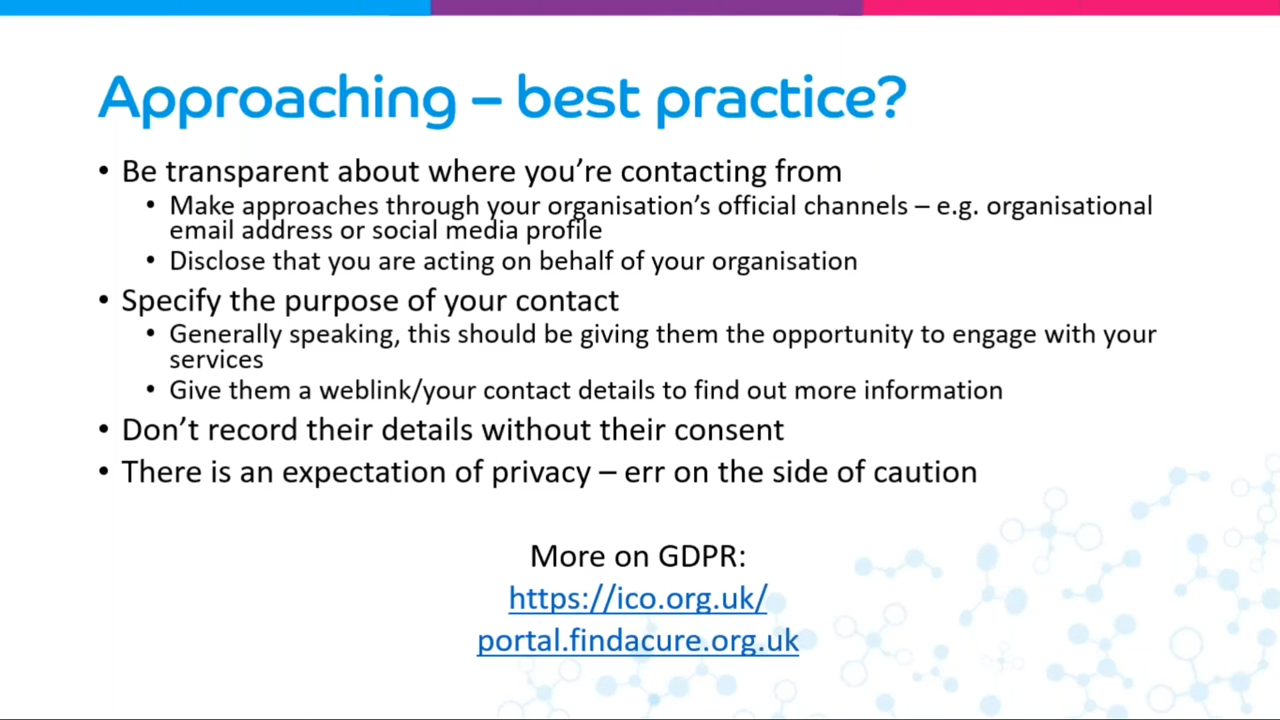 Approaching – best practice?
• Be transparent about where you're contacting from
• Make approaches through your organisation's official channels – e.g. organisational
email address or social media profile
• Disclose that you are acting on behalf of your organisation
• Specify the purpose of your contact
• Generally speaking, this should be giving them the opportunity to engage with your
services
• Give them a weblink/your contact details to find out more information
• Don't record their details without their consent
• There is an expectation of privacy – err on the side of caution
More on GDPR:
https://ico.org.uk/
portal.findacure.org.uk